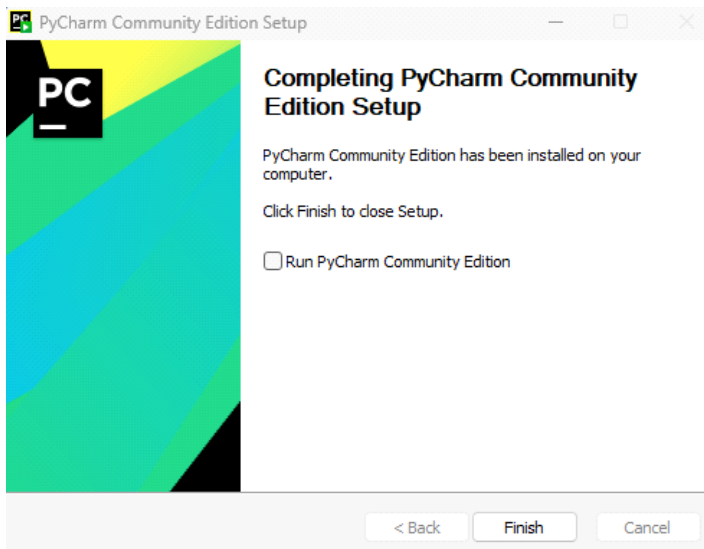 PC PyCharm Community Edition Setup
PC
Completing PyCharm Community
Edition Setup
PyCharm Community Edition has been installed on your
computer.
Click Finish to close Setup.
Run PyCharm Community Edition
< Back Finish Cancel